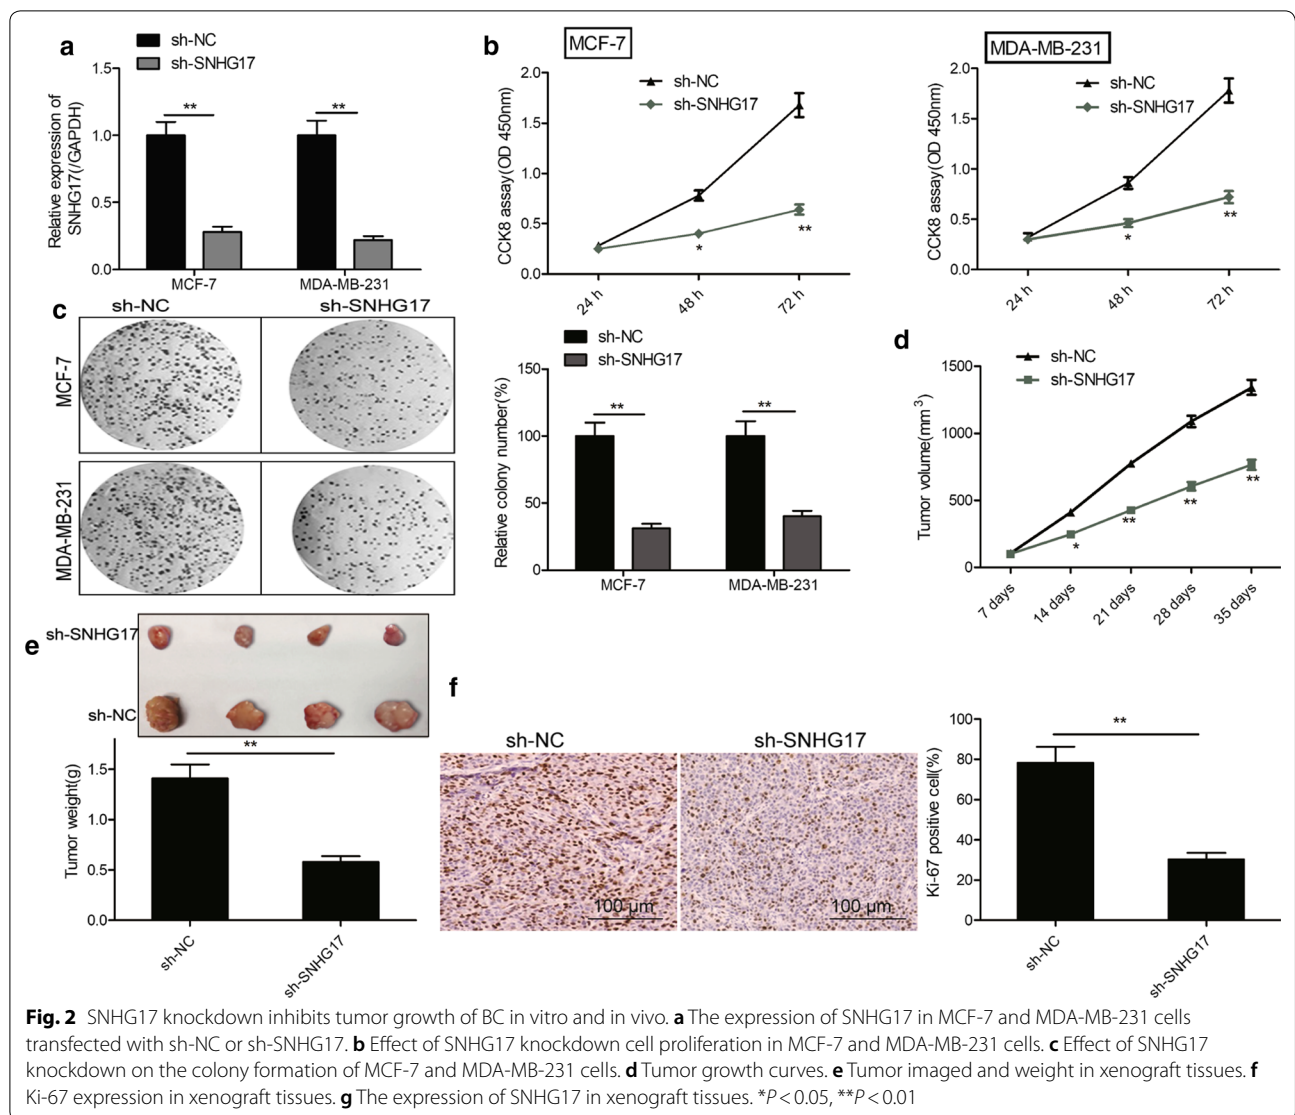 a
sh-NC
sh-SNHG17
Relative expression of
SNHG17(/GAPDH)
1.5
1.0
0.5
0.0
**
**
MCF-7
MDA-MB-231
b
MCF-7
CCK8 assay(OD 450nm)
2.0
1.5
1.0
0.5
0.0
sh-NC
sh-SNHG17
*
**
24 h
48 h
72 h
MDA-MB-231
CCK8 assay(OD 450nm)
2.0
1.5
1.0
0.5
0.0
sh-NC
sh-SNHG17
*
**
24 h
48 h
72 h
c
sh-NC
sh-SNHG17
MCF-7
MDA-MB-231
sh-NC
sh-SNHG17
Relative colony number(%)
150
100
50
0
**
**
MCF-7
MDA-MB-231
d
sh-NC
sh-SNHG17
Tumor volume(mm³)
1500
1000
500
0
*
**
**
**
7 days
14 days
21 days
28 days
35 days
e
sh-SNHG17
sh-NC
Tumor weight(g)
1.5
1.0
0.5
0.0
**
sh-NC
sh-SNHG17
f
sh-NC
sh-SNHG17
100 µm
100 µm
Ki-67 positive cell(%)
100
80
60
40
20
0
**
sh-NC
sh-SNHG17
Fig. 2 SNHG17 knockdown inhibits tumor growth of BC in vitro and in vivo. a The expression of SNHG17 in MCF-7 and MDA-MB-231 cells
transfected with sh-NC or sh-SNHG17. b Effect of SNHG17 knockdown cell proliferation in MCF-7 and MDA-MB-231 cells. c Effect of SNHG17
knockdown on the colony formation of MCF-7 and MDA-MB-231 cells. d Tumor growth curves. e Tumor imaged and weight in xenograft tissues. f
Ki-67 expression in xenograft tissues. g The expression of SNHG17 in xenograft tissues. *P < 0.05, **P < 0.01